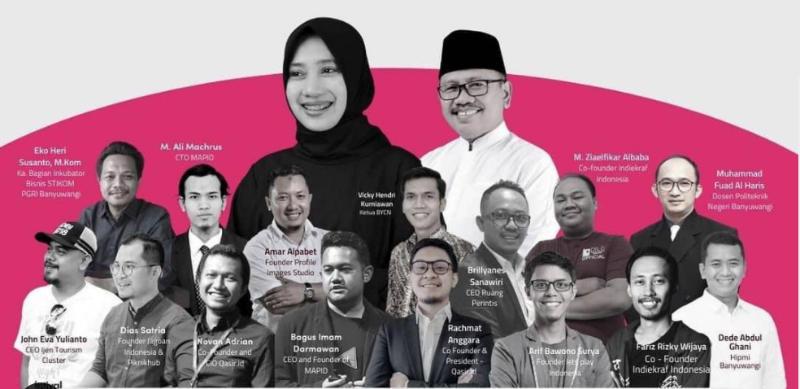 Eko Heri
Susanto, M.Kom
Ka. Bagian Inkubator
Bisnis STIKOM
PGRI Banyuwangi
M. Ali Machrus
CTO MAPID
Vicky Hendri
Kurniawan
Ketua BYCN
M. Ziaelfikar Albaba
Co-founder Indiekraf
Indonesia
Muhammad
Fuad Al Haris
Dosen Politeknik
Negeri Banyuwangi
Amar Alpabet
Founder Profile
Images Studio
Brillyanes
Sanawiri
CEO Ruang
Perintis
John Eva Yulianto
CEO Ijen Tourism
Cluster
Dias Satria
Founder Jagoan
Indonesia &
Piknikhub
Novan Adrian
Co-Founder and
Qasir.id
Bagus Imam
Darmawan
CEO and Founder of
MAPID
Rachmat
Anggara
Co Founder &
President -
Qasir.id
Arif Bawono Surya
Founder lets play
Indonesia
Fariz Rizky Wijaya
Co - Founder
Indiekraf Indonesia
Dede Abdul
Ghani
Hipmi
Banyuwangi
OFFICIAL